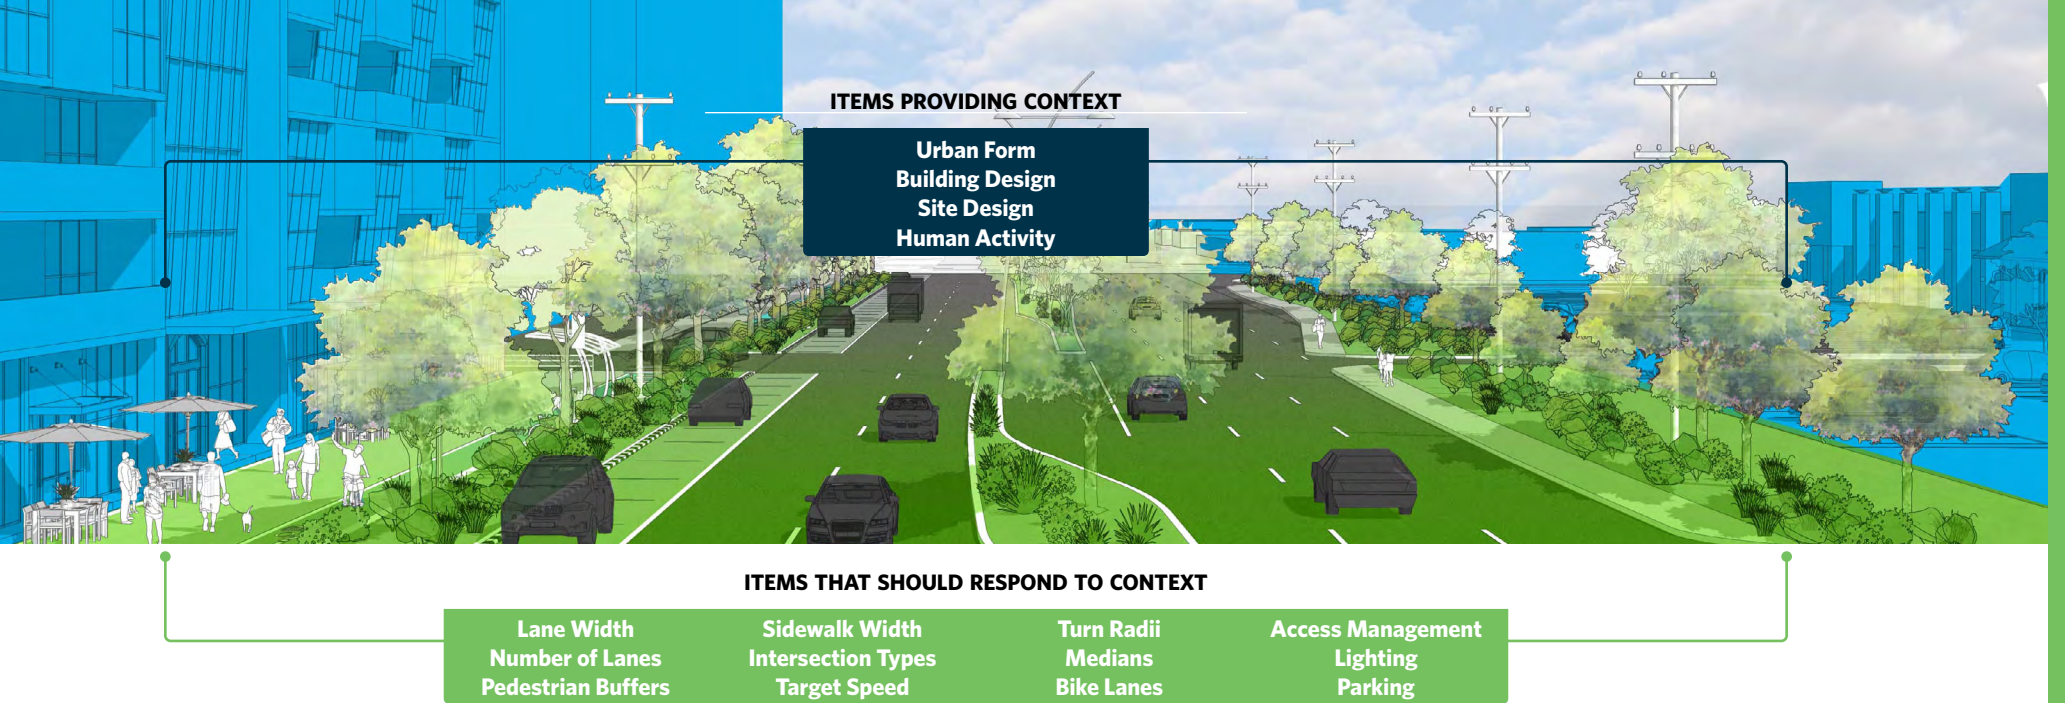 ITEMS PROVIDING CONTEXT
Urban Form
Building Design
Site Design
Human Activity
ITEMS THAT SHOULD RESPOND TO CONTEXT
Lane Width
Number of Lanes
Pedestrian Buffers
Sidewalk Width
Intersection Types
Target Speed
Turn Radii
Medians
Bike Lanes
Access Management
Lighting
Parking